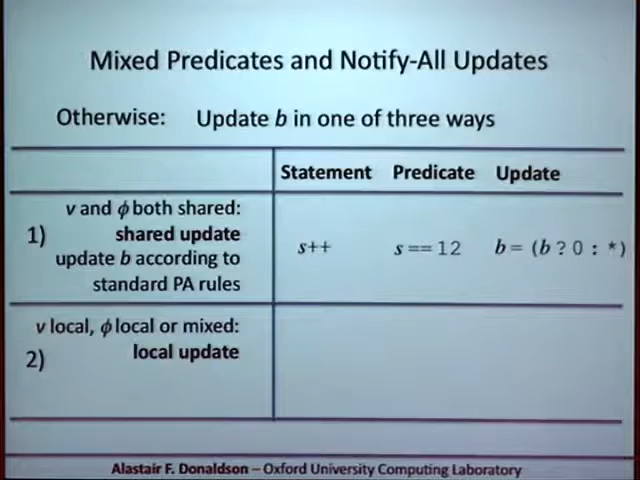 Mixed Predicates and Notify-All Updates
Otherwise: Update b in one of three ways
Statement Predicate Update
1) v and ϕ both shared:
shared update
update b according to
standard PA rules
s++ s == 12 b = (b ? 0 : *)
2) v local, ϕ local or mixed:
local update
Alastair F. Donaldson – Oxford University Computing Laboratory